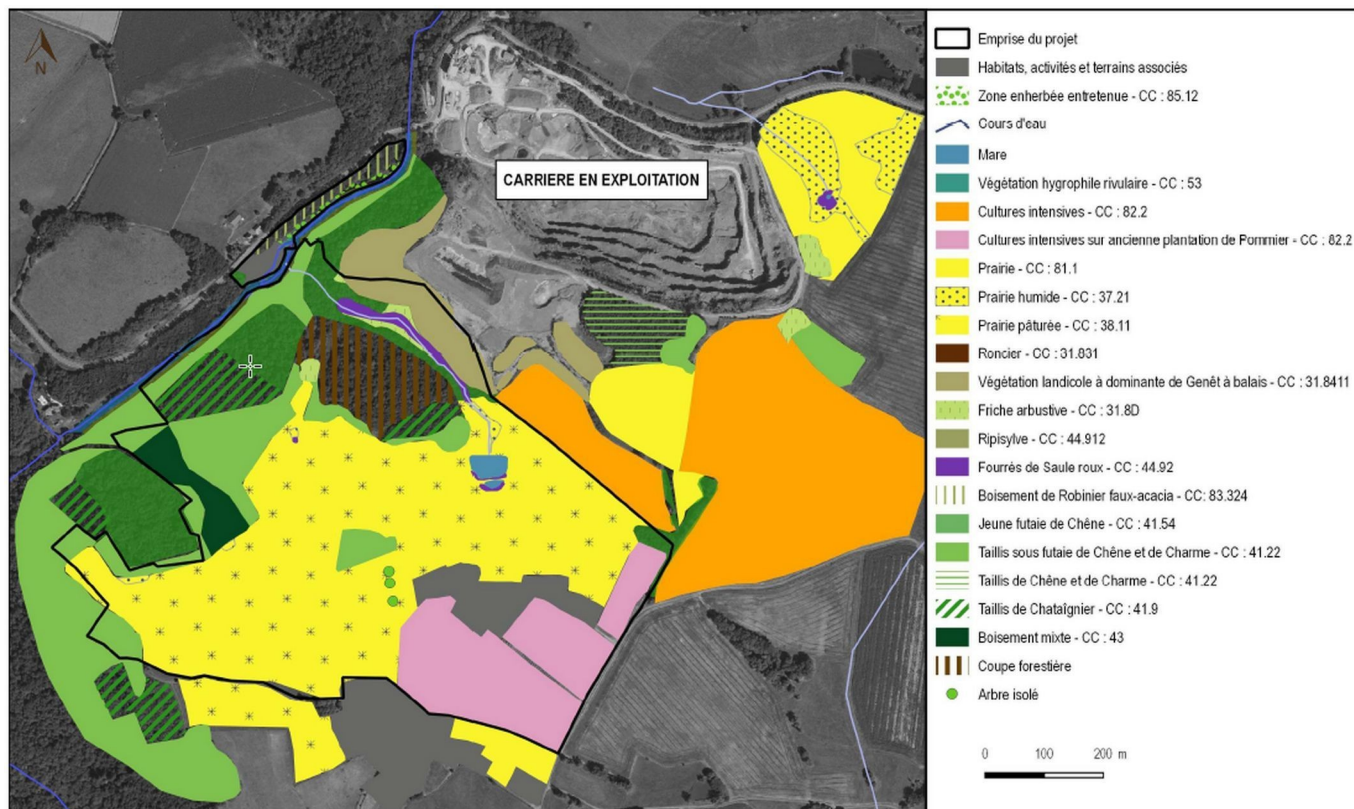 N
CARRIERE EN EXPLOITATION
Emprise du projet
Habitats, activités et terrains associés
Zone enherbée entretenue - CC : 85.12
Cours d'eau
Mare
Végétation hygrophile rivulaire - CC : 53
Cultures intensives - CC : 82.2
Cultures intensives sur ancienne plantation de Pommier - CC : 82.2
Prairie - CC : 81.1
Prairie humide - CC : 37.21
Prairie pâturée - CC : 38.11
Roncier - CC : 31.831
Végétation landicole à dominante de Genêt à balais - CC : 31.8411
Friche arbustive - CC : 31.8D
Ripisylve - CC : 44.912
Fourrés de Saule roux - CC : 44.92
Boisement de Robinier faux-acacia - CC: 83.324
Jeune futaie de Chêne - CC : 41.54
Taillis sous futaie de Chêne et de Charme - CC : 41.22
Taillis de Chêne et de Charme - CC : 41.22
Taillis de Chataîgnier - CC : 41.9
Boisement mixte - CC : 43
Coupe forestière
Arbre isolé
0 100 200 m